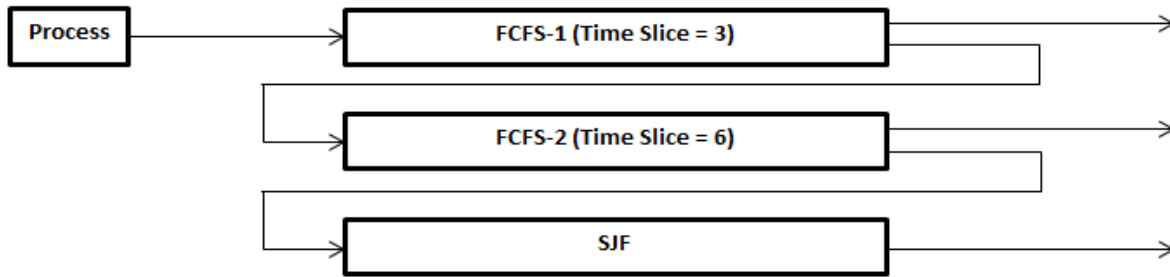 Process
FCFS-1 (Time Slice = 3)
FCFS-2 (Time Slice = 6)
SJF